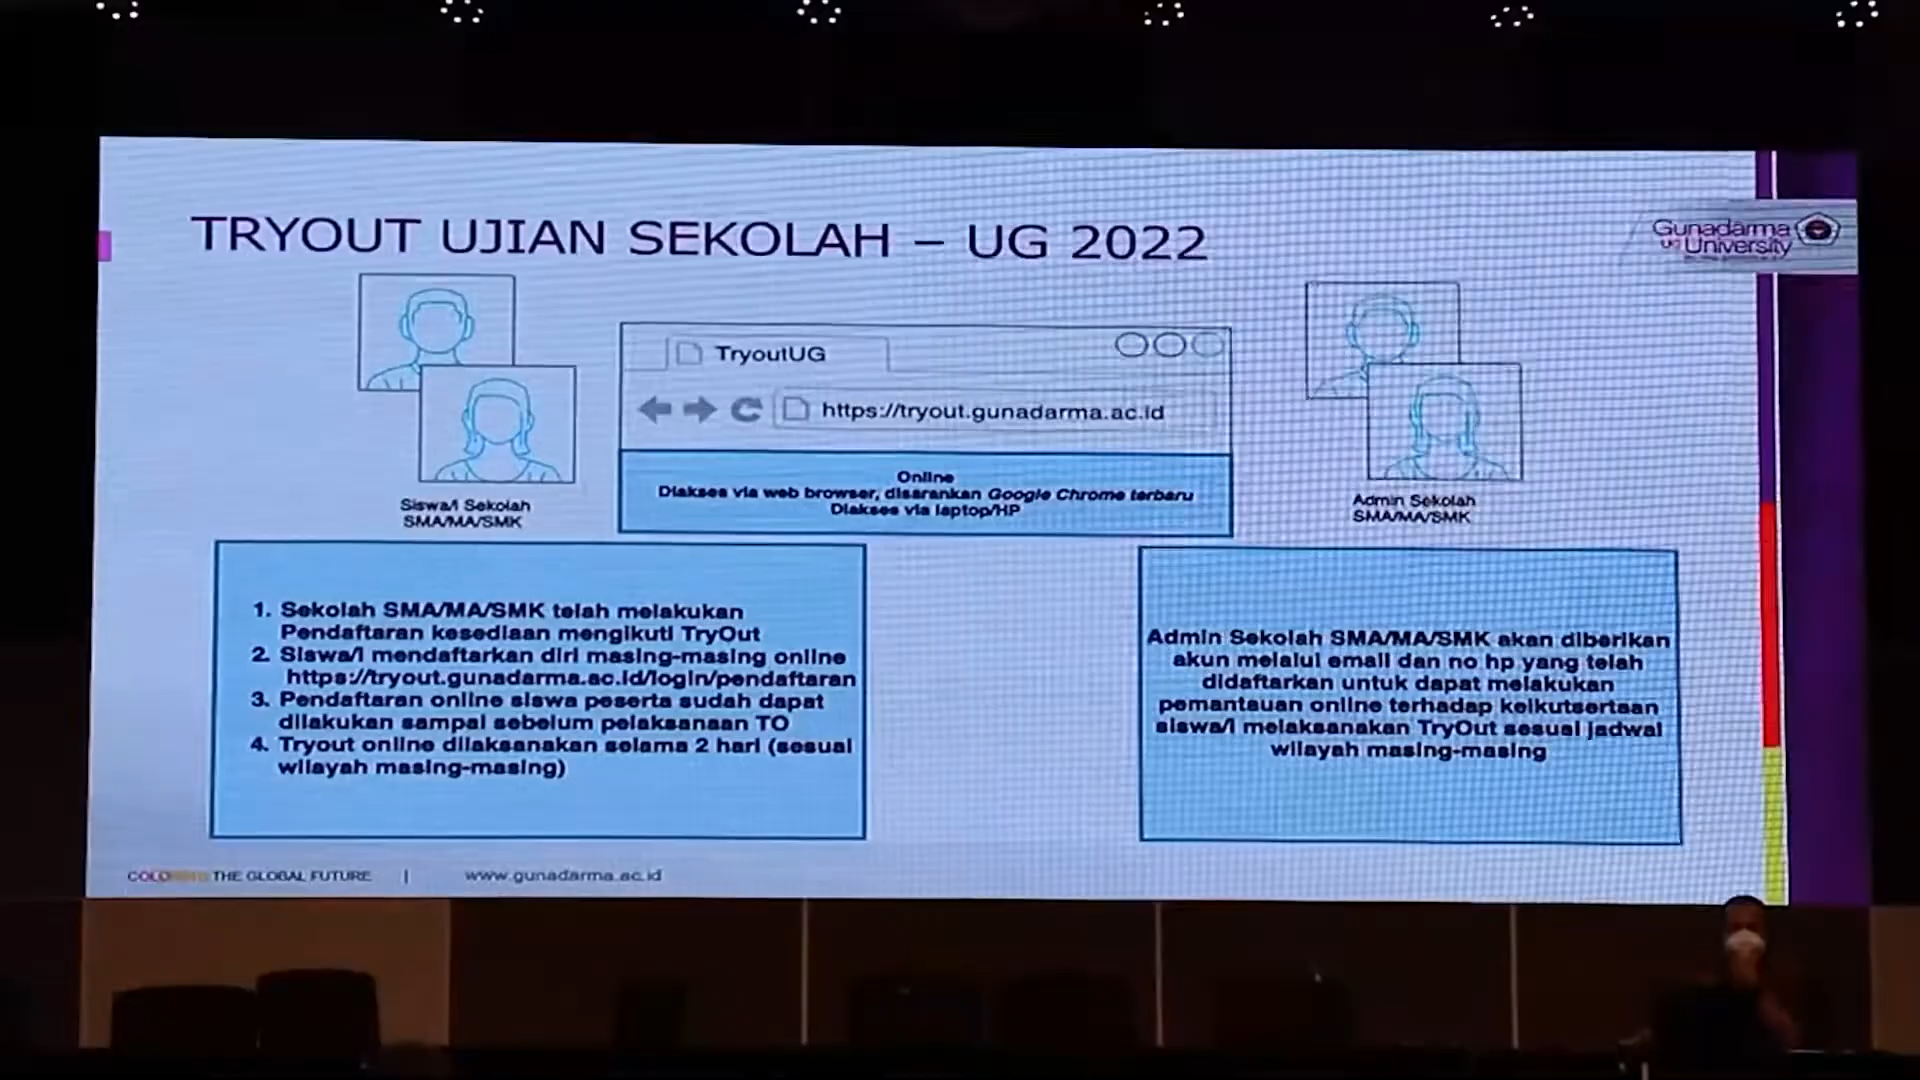 TRYOUT UJIAN SEKOLAH – UG 2022
Gunadarma
UG University
TryoutUG
https://tryout.gunadarma.ac.id
Online
Diakses via web browser, disarankan Google Chrome terbaru
Diakses via laptop/HP
Siswa/i Sekolah
SMA/MA/SMK
Admin Sekolah
SMA/MA/SMK
1. Sekolah SMA/MA/SMK telah melakukan
Pendaftaran kesediaan mengikuti TryOut
2. Siswa/i mendaftarkan diri masing-masing online
https://tryout.gunadarma.ac.id/login/pendaftaran
3. Pendaftaran online siswa peserta sudah dapat
dilakukan sampai sebelum pelaksanaan TO
4. Tryout online dilaksanakan selama 2 hari (sesuai
wilayah masing-masing)
Admin Sekolah SMA/MA/SMK akan diberikan
akun melalui email dan no hp yang telah
didaftarkan untuk dapat melakukan
pemantauan online terhadap keikutsertaan
siswa/i melaksanakan TryOut sesuai jadwal
wilayah masing-masing
COLORING THE GLOBAL FUTURE | www.gunadarma.ac.id